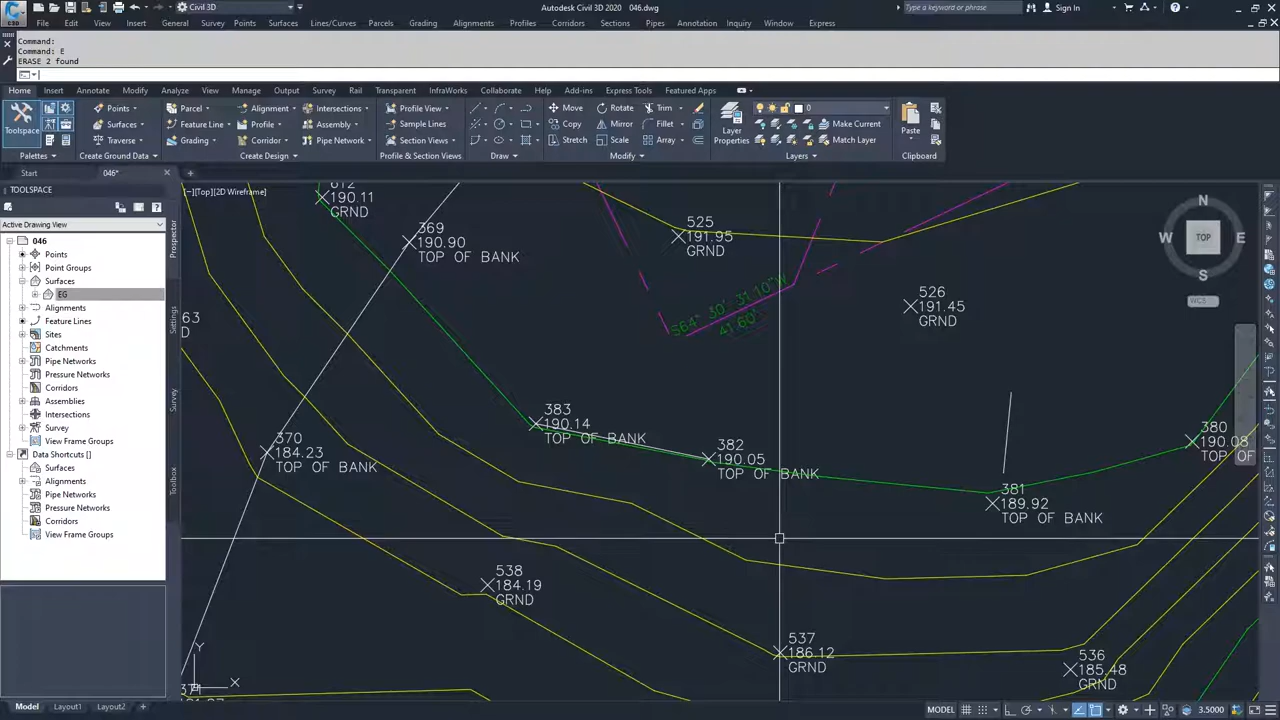 Civil 3D
Autodesk Civil 3D 2020 046.dwg
Type a keyword or phrase
Sign In
C3D
File Edit View Insert General Survey Points Surfaces Lines/Curves Parcels Grading Alignments Profiles Corridors Sections Pipes Annotation Inquiry Window Express
Command:
Command: E
ERASE 2 found
Home Insert Annotate Modify Analyze View Manage Output Survey Rail Transparent InfraWorks Collaborate Help Add-ins Express Tools Featured Apps
Toolspace
Points
Surfaces
Traverse
Parcel
Feature Line
Grading
Alignment
Profile
Corridor
Intersections
Assembly
Pipe Network
Profile View
Sample Lines
Section Views
Move
Copy
Stretch
Rotate
Mirror
Scale
Trim
Fillet
Array
Layer
Properties
0
Make Current
Match Layer
Paste
Palettes Create Ground Data Create Design Profile & Section Views Draw Modify Layers Clipboard
Start 046*
TOOLSPACE
Active Drawing View
046
Points
Point Groups
Surfaces
EG
Alignments
Feature Lines
Sites
Catchments
Pipe Networks
Pressure Networks
Corridors
Assemblies
Intersections
Survey
View Frame Groups
Data Shortcuts []
Surfaces
Alignments
Pipe Networks
Pressure Networks
Corridors
View Frame Groups
Prospector
Settings
Survey
Toolbox
[−][Top][2D Wireframe]
612
190.11
GRND
369
190.90
TOP OF BANK
525
191.95
GRND
526
191.45
GRND
S64° 30' 31.10"W
41.60'
63
D
383
190.14
TOP OF BANK
382
190.05
TOP OF BANK
380
190.08
TOP OF
370
184.23
TOP OF BANK
381
189.92
TOP OF BANK
538
184.19
GRND
537
186.12
GRND
536
185.48
GRND
371
N
W TOP E
S
WCS
Y
X
Model Layout1 Layout2
MODEL
3.5000